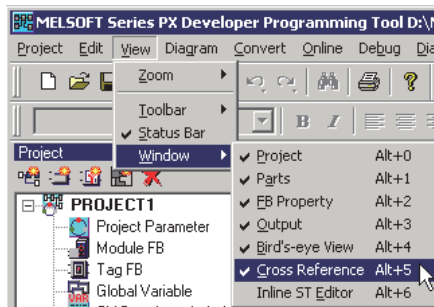 MELSOFT Series PX Developer Programming Tool D:\
Project Edit View Diagram Convert Online Debug
Zoom
Toolbar
Status Bar
Window
B I
Project
Project Alt+0
Parts Alt+1
FB Property Alt+2
Output Alt+3
Bird's-eye View Alt+4
Cross Reference Alt+5
Inline ST Editor Alt+6
PROJECT1
Project Parameter
Module FB
Tag FB
Global Variable